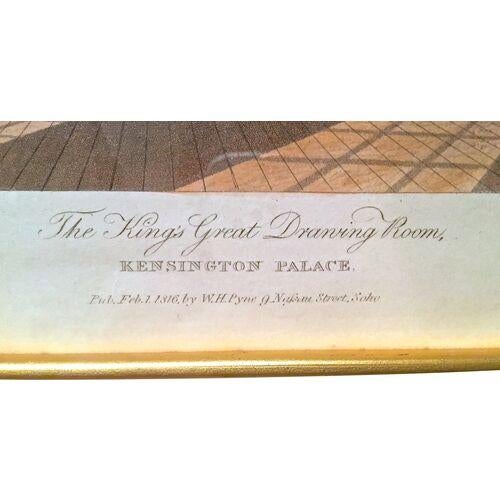 The King's Great Drawing Room,
KENSINGTON PALACE.
Pub. Feb. 1. 1816, by W.H. Pyne 9 Nassau Street, Soho